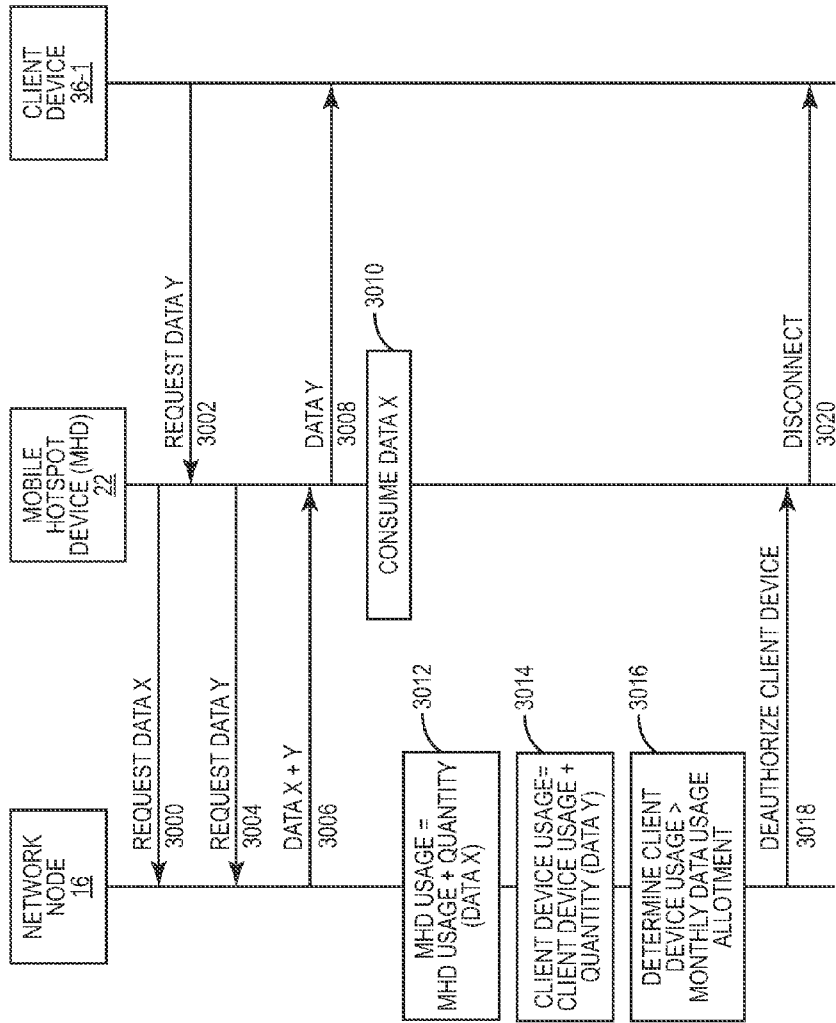 NETWORK
NODE
16
MOBILE
HOTSPOT
DEVICE (MHD)
22
CLIENT
DEVICE
36-1
REQUEST DATA X
3000
REQUEST DATA Y
3002
REQUEST DATA Y
3004
DATA X + Y
3006
DATA Y
3008
CONSUME DATA X
3010
MHD USAGE =
MHD USAGE + QUANTITY
(DATA X)
3012
CLIENT DEVICE USAGE=
CLIENT DEVICE USAGE +
QUANTITY (DATA Y)
3014
DETERMINE CLIENT
DEVICE USAGE >
MONTHLY DATA USAGE
ALLOTMENT
3016
DEAUTHORIZE CLIENT DEVICE
3018
DISCONNECT
3020